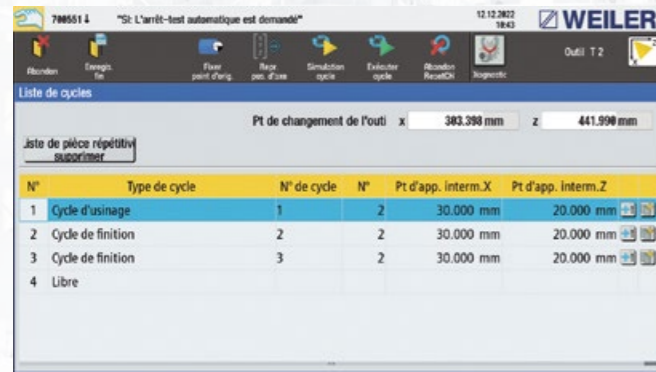 700551 ↓ "SI: L'arrêt-test automatique est demandé" 12.12.2022 WEILER
10:43
Outil T 2
Abandon Enregis. Fixer Repr. Simulation Exécuter Abandon Diagnostic
fin point d'orig. pos. d'axe cycle cycle ResetCN
Liste de cycles
Pt de changement de l'outi x 303.398 mm z 441.990 mm
iste de pièce répétitiv
supprimer
N° Type de cycle N° de cycle N° Pt d'app. interm.X Pt d'app. interm.Z
1 Cycle d'usinage 1 2 30.000 mm 20.000 mm
2 Cycle de finition 2 2 30.000 mm 20.000 mm
3 Cycle de finition 3 2 30.000 mm 20.000 mm
4 Libre